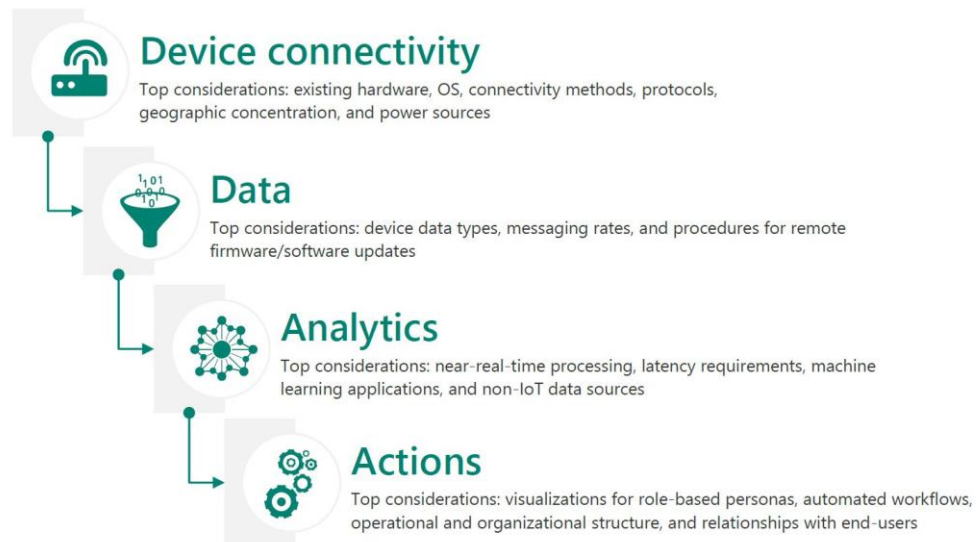 Device connectivity
Top considerations: existing hardware, OS, connectivity methods, protocols,
geographic concentration, and power sources
Data
Top considerations: device data types, messaging rates, and procedures for remote
firmware/software updates
Analytics
Top considerations: near-real-time processing, latency requirements, machine
learning applications, and non-IoT data sources
Actions
Top considerations: visualizations for role-based personas, automated workflows,
operational and organizational structure, and relationships with end-users